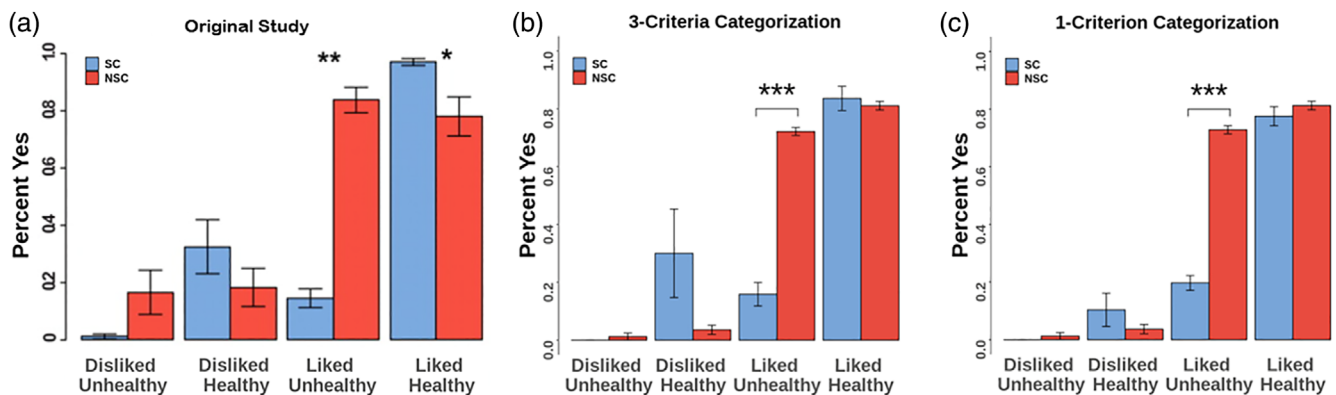 (a)
Original Study
SC
NSC
**
*
Percent Yes
1.0
0.8
0.6
0.4
0.2
0
Disliked
Unhealthy
Disliked
Healthy
Liked
Unhealthy
Liked
Healthy
(b)
3-Criteria Categorization
SC
NSC
***
Percent Yes
1.0
0.8
0.6
0.4
0.2
0.0
Disliked
Unhealthy
Disliked
Healthy
Liked
Unhealthy
Liked
Healthy
(c)
1-Criterion Categorization
SC
NSC
***
Percent Yes
1.0
0.8
0.6
0.4
0.2
0.0
Disliked
Unhealthy
Disliked
Healthy
Liked
Unhealthy
Liked
Healthy